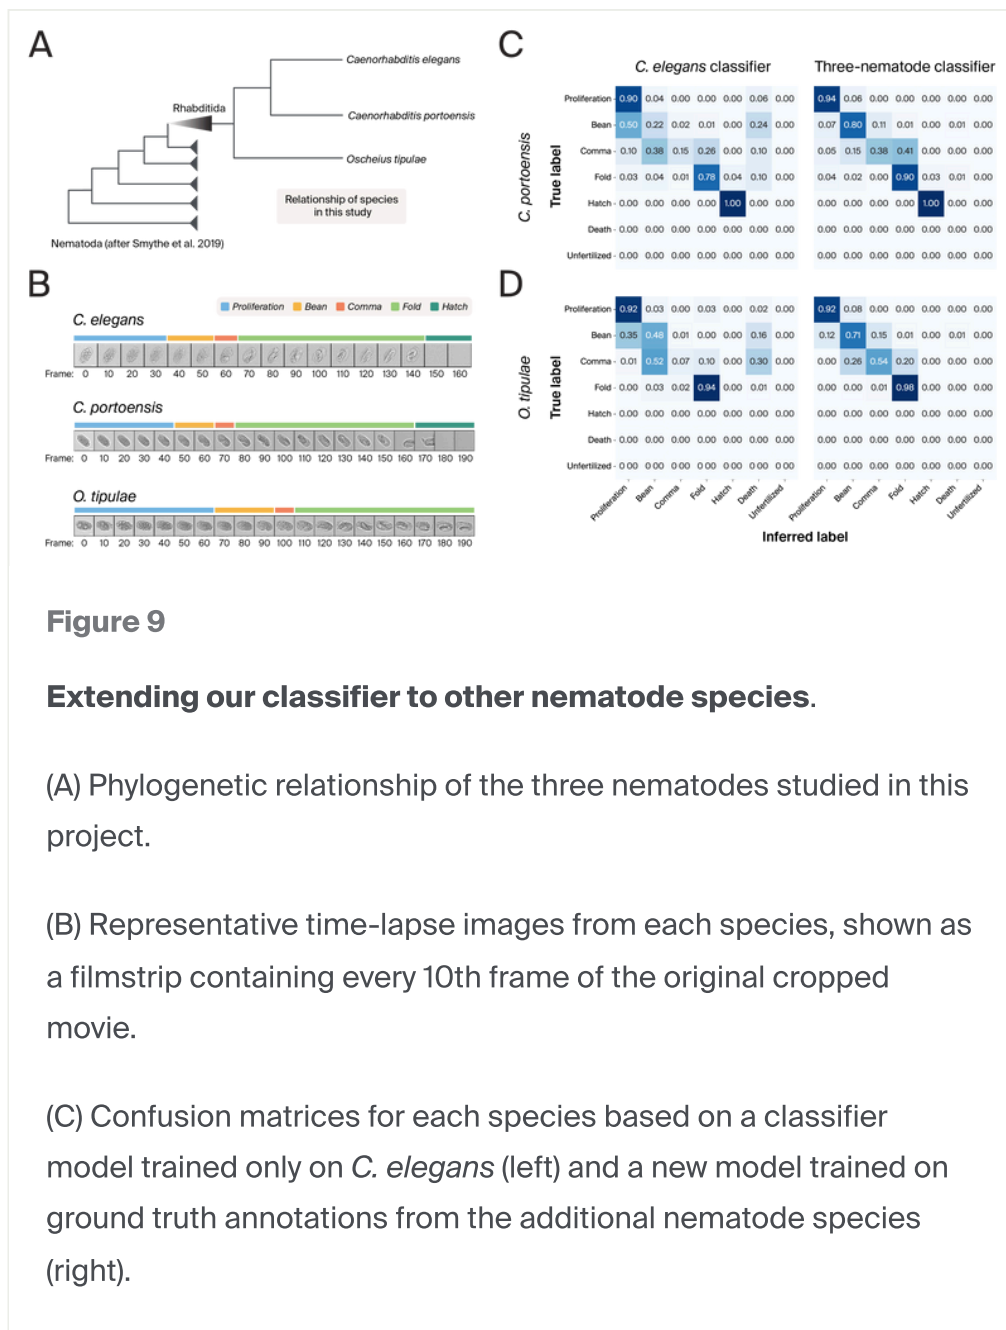 A
Caenorhabditis elegans
Rhabditida
Caenorhabditis portoensis
Oscheius tipulae
Relationship of species
in this study
Nematoda (after Smythe et al. 2019)
B
Proliferation Bean Comma Fold Hatch
C. elegans
Frame: 0 10 20 30 40 50 60 70 80 90 100 110 120 130 140 150 160
C. portoensis
Frame: 0 10 20 30 40 50 60 70 80 90 100 110 120 130 140 150 160 170 180 190
O. tipulae
Frame: 0 10 20 30 40 50 60 70 80 90 100 110 120 130 140 150 160 170 180 190
C
C. elegans classifier Three-nematode classifier
C. portoensis
True label
Proliferation 0.90 0.04 0.00 0.00 0.00 0.06 0.00 0.94 0.06 0.00 0.00 0.00 0.00 0.00
Bean 0.50 0.22 0.02 0.01 0.00 0.24 0.00 0.07 0.80 0.11 0.01 0.00 0.01 0.00
Comma 0.10 0.38 0.15 0.26 0.00 0.10 0.00 0.05 0.15 0.38 0.41 0.00 0.00 0.00
Fold 0.03 0.04 0.01 0.78 0.04 0.10 0.00 0.04 0.02 0.00 0.90 0.03 0.01 0.00
Hatch 0.00 0.00 0.00 0.00 1.00 0.00 0.00 0.00 0.00 0.00 0.00 1.00 0.00 0.00
Death 0.00 0.00 0.00 0.00 0.00 0.00 0.00 0.00 0.00 0.00 0.00 0.00 0.00 0.00
Unfertilized 0.00 0.00 0.00 0.00 0.00 0.00 0.00 0.00 0.00 0.00 0.00 0.00 0.00 0.00
D
O. tipulae
True label
Proliferation 0.92 0.03 0.00 0.03 0.00 0.02 0.00 0.92 0.08 0.00 0.00 0.00 0.00 0.00
Bean 0.35 0.48 0.01 0.00 0.00 0.16 0.00 0.12 0.71 0.15 0.01 0.00 0.01 0.00
Comma 0.01 0.52 0.07 0.10 0.00 0.30 0.00 0.00 0.26 0.54 0.20 0.00 0.00 0.00
Fold 0.00 0.03 0.02 0.94 0.00 0.01 0.00 0.00 0.00 0.01 0.98 0.00 0.00 0.00
Hatch 0.00 0.00 0.00 0.00 0.00 0.00 0.00 0.00 0.00 0.00 0.00 0.00 0.00 0.00
Death 0.00 0.00 0.00 0.00 0.00 0.00 0.00 0.00 0.00 0.00 0.00 0.00 0.00 0.00
Unfertilized 0.00 0.00 0.00 0.00 0.00 0.00 0.00 0.00 0.00 0.00 0.00 0.00 0.00 0.00
Proliferation Bean Comma Fold Hatch Death Unfertilized Proliferation Bean Comma Fold Hatch Death Unfertilized
Inferred label
Figure 9
Extending our classifier to other nematode species.
(A) Phylogenetic relationship of the three nematodes studied in this
project.
(B) Representative time-lapse images from each species, shown as
a filmstrip containing every 10th frame of the original cropped
movie.
(C) Confusion matrices for each species based on a classifier
model trained only on C. elegans (left) and a new model trained on
ground truth annotations from the additional nematode species
(right).